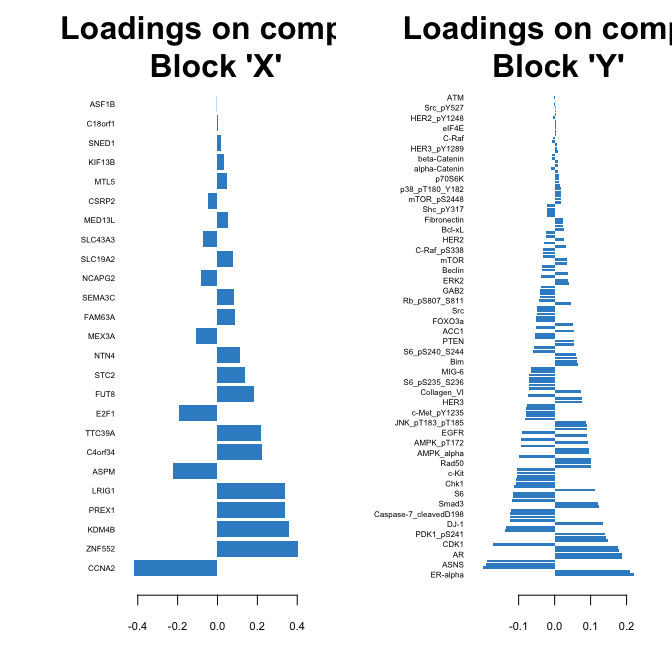 Loadings on comp
Block 'X'
ASF1B
C18orf1
SNED1
KIF13B
MTL5
CSRP2
MED13L
SLC43A3
SLC19A2
NCAPG2
SEMA3C
FAM63A
MEX3A
NTN4
STC2
FUT8
E2F1
TTC39A
C4orf34
ASPM
LRIG1
PREX1
KDM4B
ZNF552
CCNA2
-0.4 -0.2 0.0 0.2 0.4
Loadings on comp
Block 'Y'
ATM
Src_pY527
HER2_pY1248
eIF4E
C-Raf
HER3_pY1289
beta-Catenin
alpha-Catenin
p70S6K
p38_pT180_Y182
mTOR_pS2448
Shc_pY317
Fibronectin
Bcl-xL
HER2
C-Raf_pS338
mTOR
Beclin
ERK2
GAB2
Rb_pS807_S811
Src
FOXO3a
ACC1
PTEN
S6_pS240_S244
Bim
MIG-6
S6_pS235_S236
Collagen_VI
HER3
c-Met_pY1235
JNK_pT183_pT185
EGFR
AMPK_pT172
AMPK_alpha
Rad50
c-Kit
Chk1
S6
Smad3
Caspase-7_cleavedD198
DJ-1
PDK1_pS241
CDK1
AR
ASNS
ER-alpha
-0.1 0.0 0.1 0.2